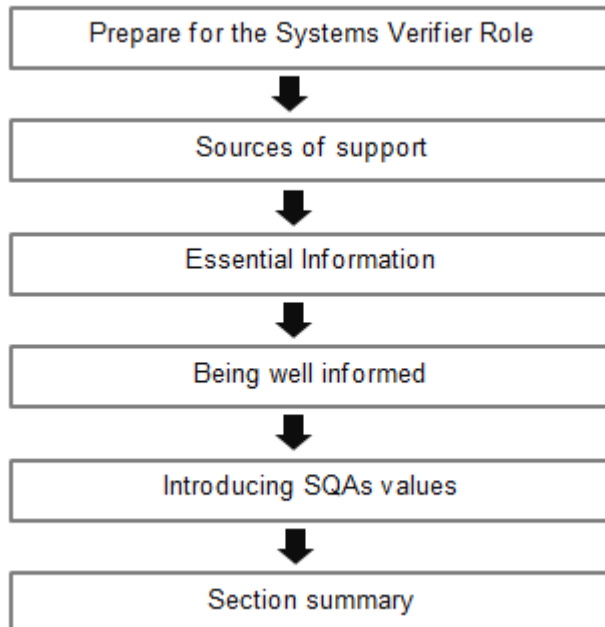 Prepare for the Systems Verifier Role
Sources of support
Essential Information
Being well informed
Introducing SQAs values
Section summary